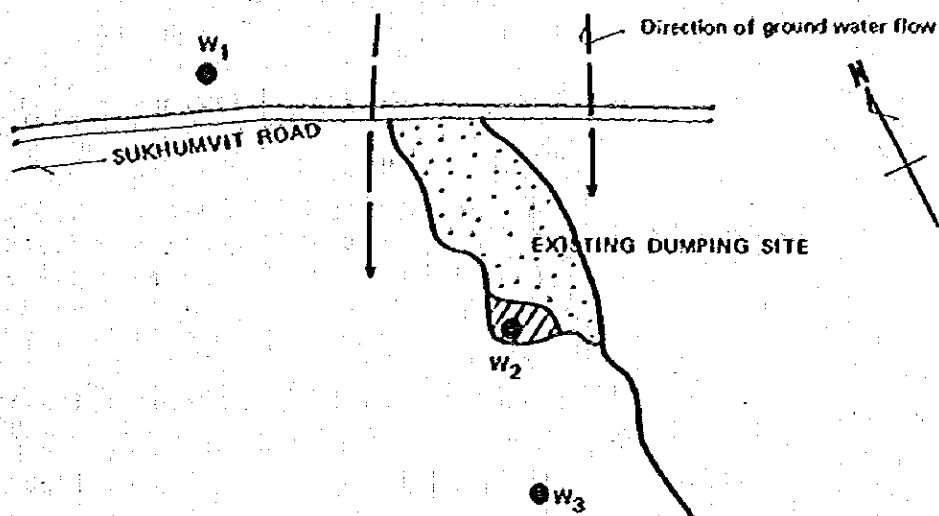 Direction of ground water flow
W1
N
SUKHUMVIT ROAD
EXISTING DUMPING SITE
W2
W3